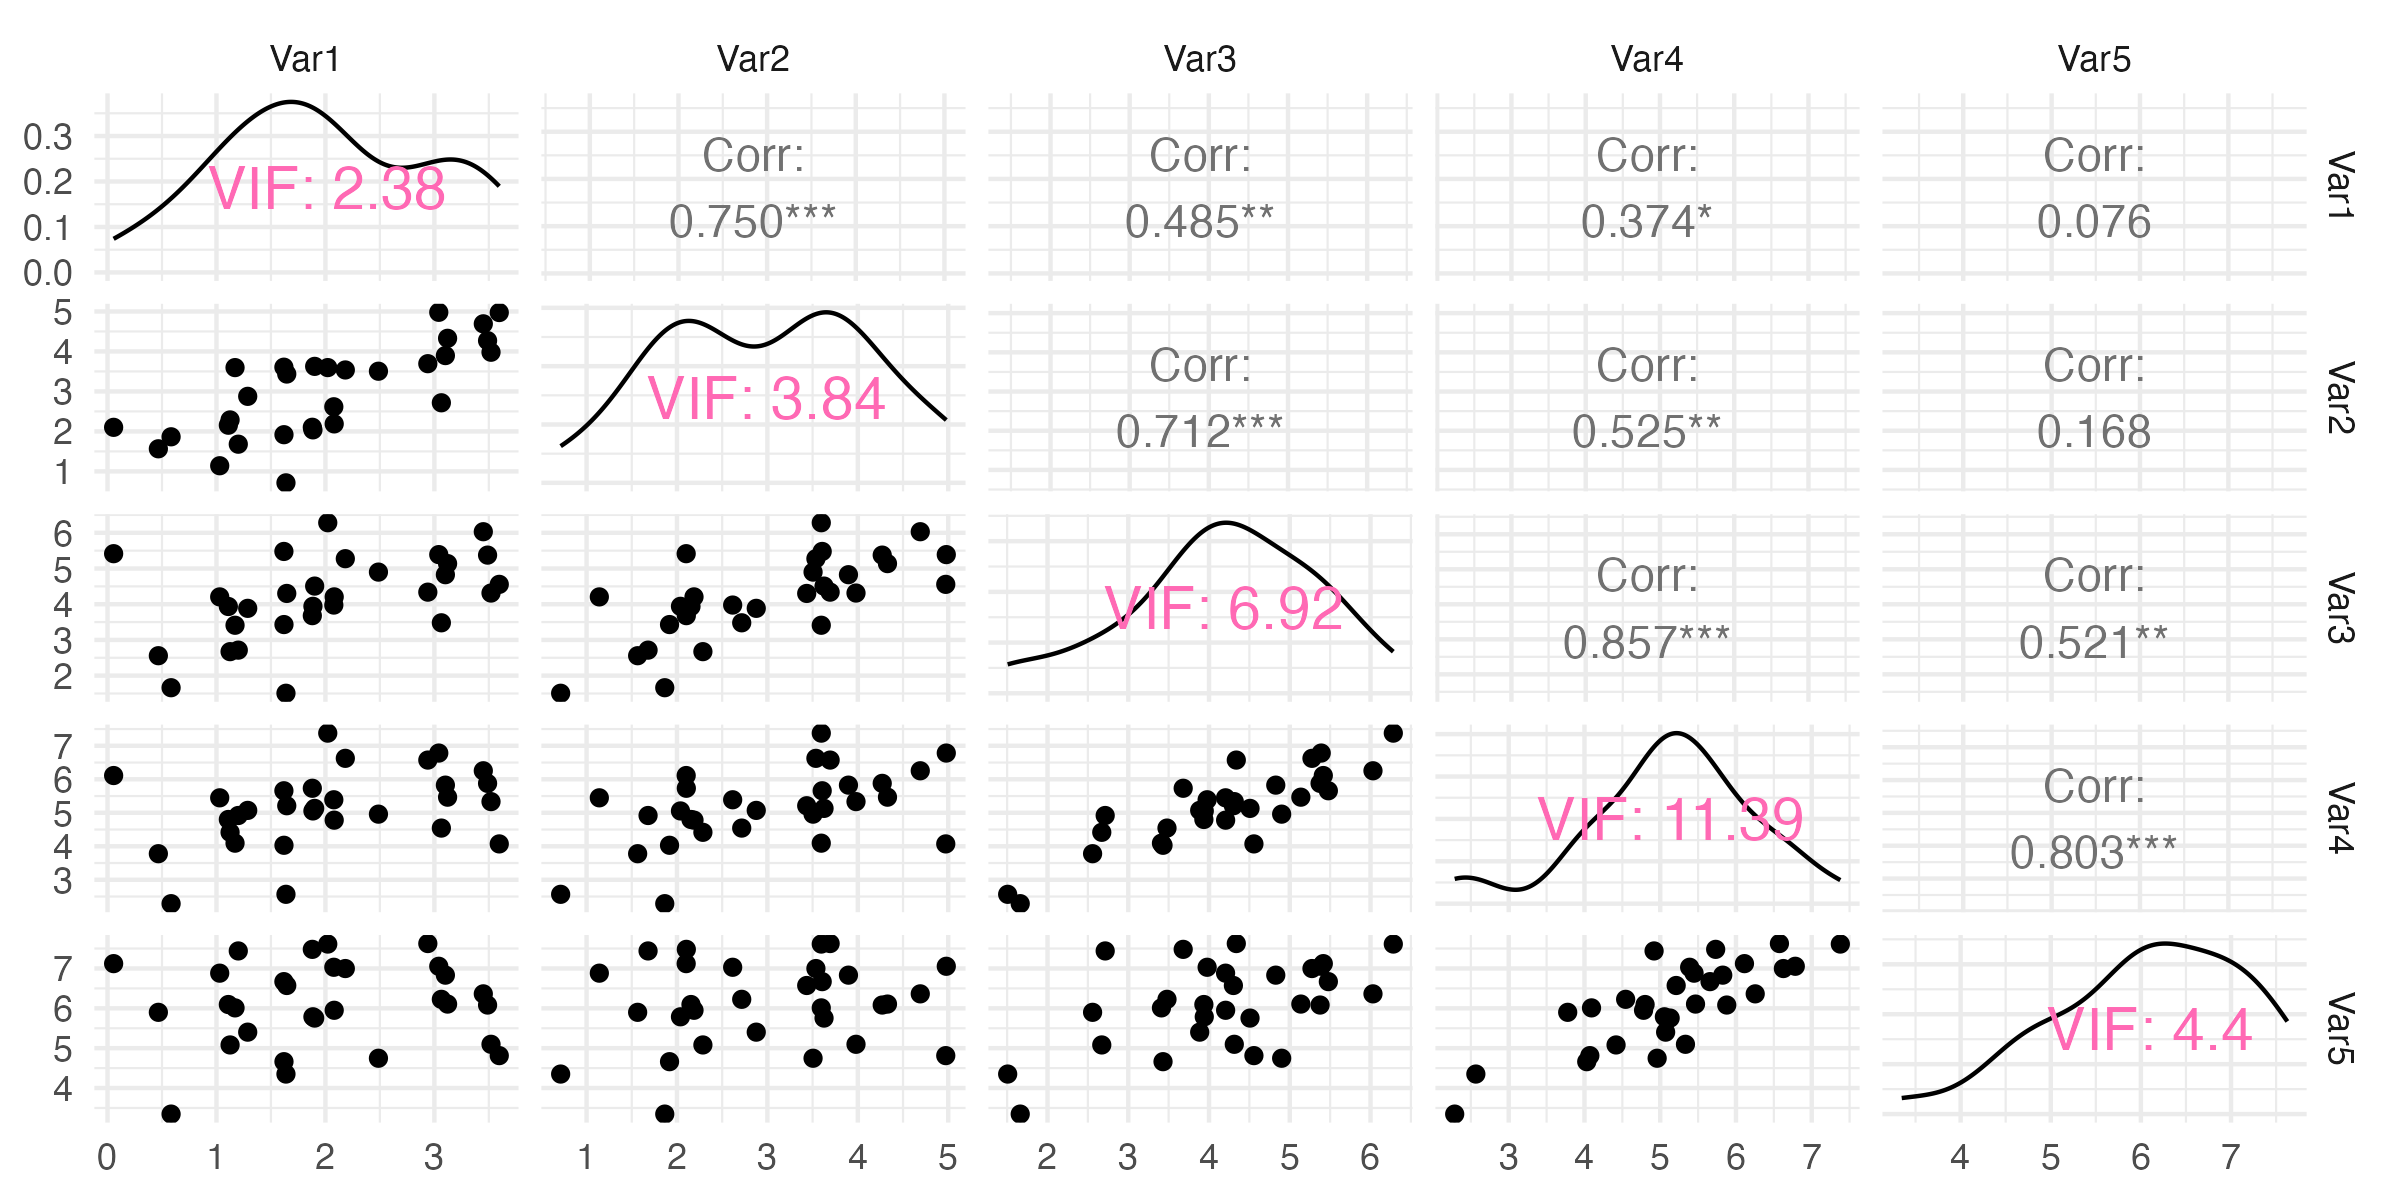 Var1 Var2 Var3 Var4 Var5
0.3
0.2
0.1
0.0
VIF: 2.38
Corr:
0.750***
Corr:
0.485**
Corr:
0.374*
Corr:
0.076
Var1
5
4
3
2
1
VIF: 3.84
Corr:
0.712***
Corr:
0.525**
Corr:
0.168
Var2
6
5
4
3
2
VIF: 6.92
Corr:
0.857***
Corr:
0.521**
Var3
7
6
5
4
3
VIF: 11.39
Corr:
0.803***
Var4
7
6
5
4
VIF: 4.4
Var5
0 1 2 3 1 2 3 4 5 2 3 4 5 6 3 4 5 6 7 4 5 6 7